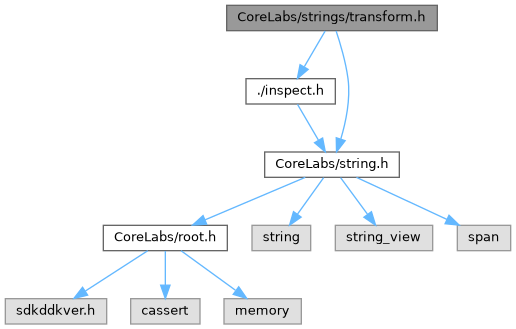 CoreLabs/strings/transform.h
./inspect.h
CoreLabs/string.h
CoreLabs/root.h
string
string_view
span
sdkddkver.h
cassert
memory